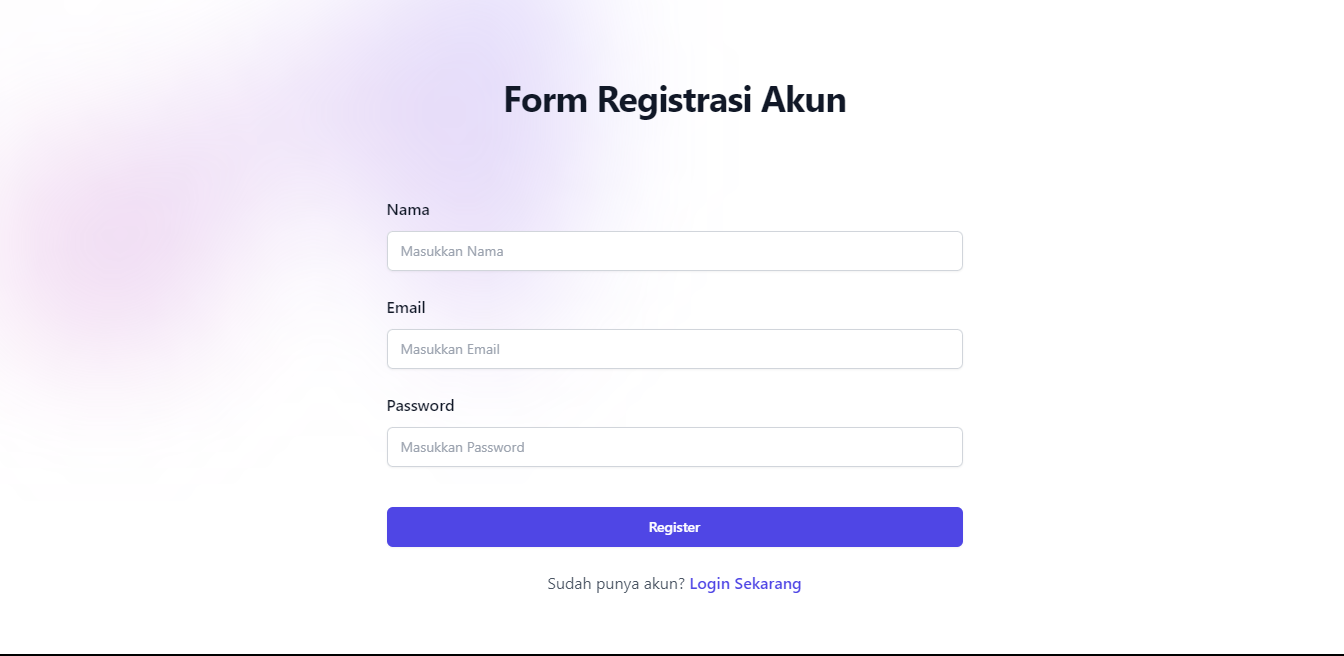 Form Registrasi Akun
Nama
Masukkan Nama
Email
Masukkan Email
Password
Masukkan Password
Register
Sudah punya akun? Login Sekarang